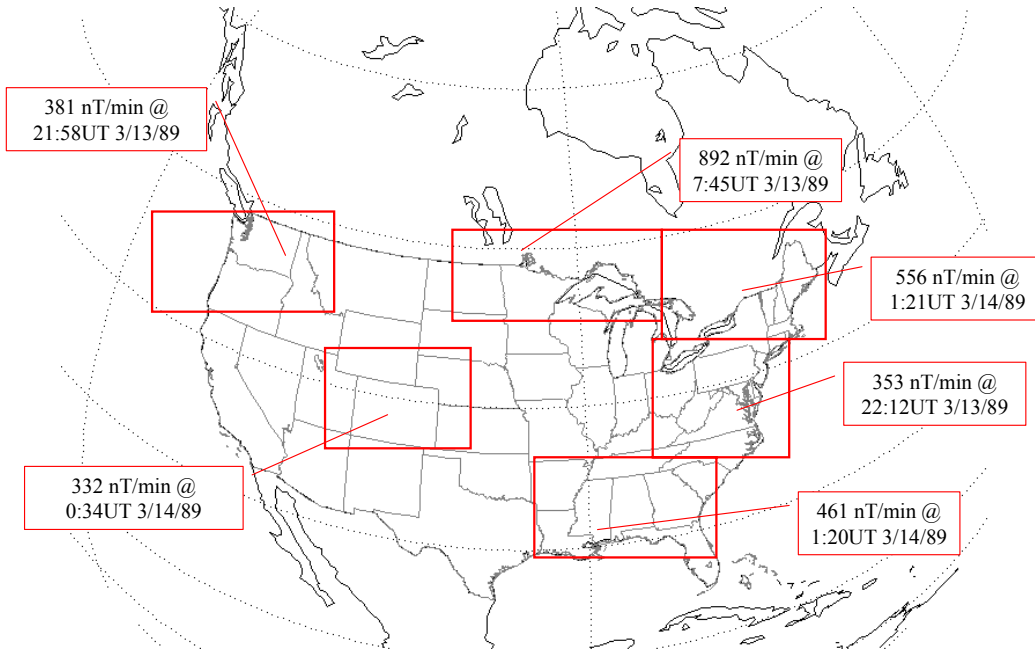 381 nT/min @
21:58UT 3/13/89
892 nT/min @
7:45UT 3/13/89
556 nT/min @
1:21UT 3/14/89
353 nT/min @
22:12UT 3/13/89
332 nT/min @
0:34UT 3/14/89
461 nT/min @
1:20UT 3/14/89